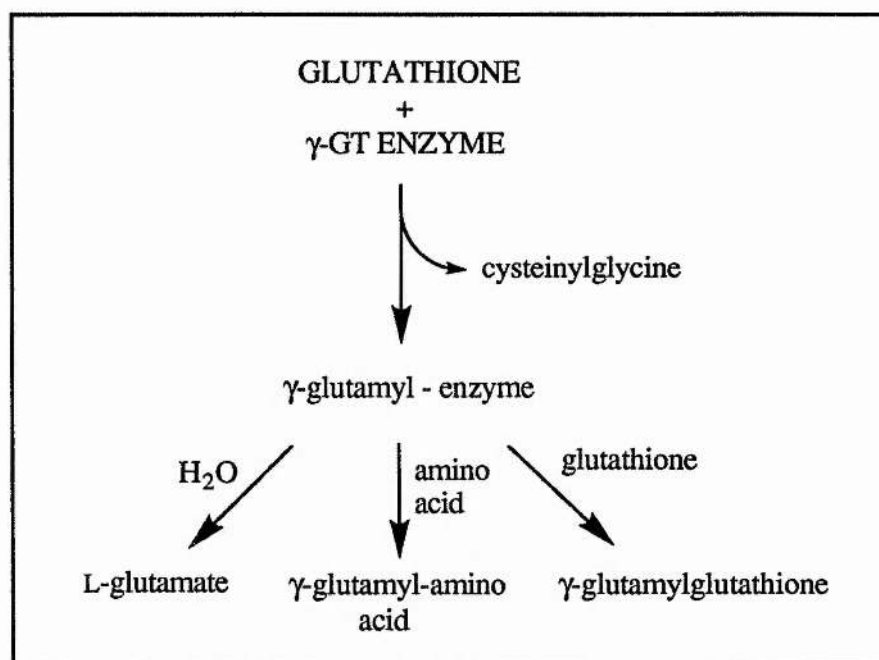 GLUTATHIONE
+
γ-GT ENZYME
cysteinylglycine
γ-glutamyl - enzyme
H₂O
amino
acid
glutathione
L-glutamate
γ-glutamyl-amino
acid
γ-glutamylglutathione